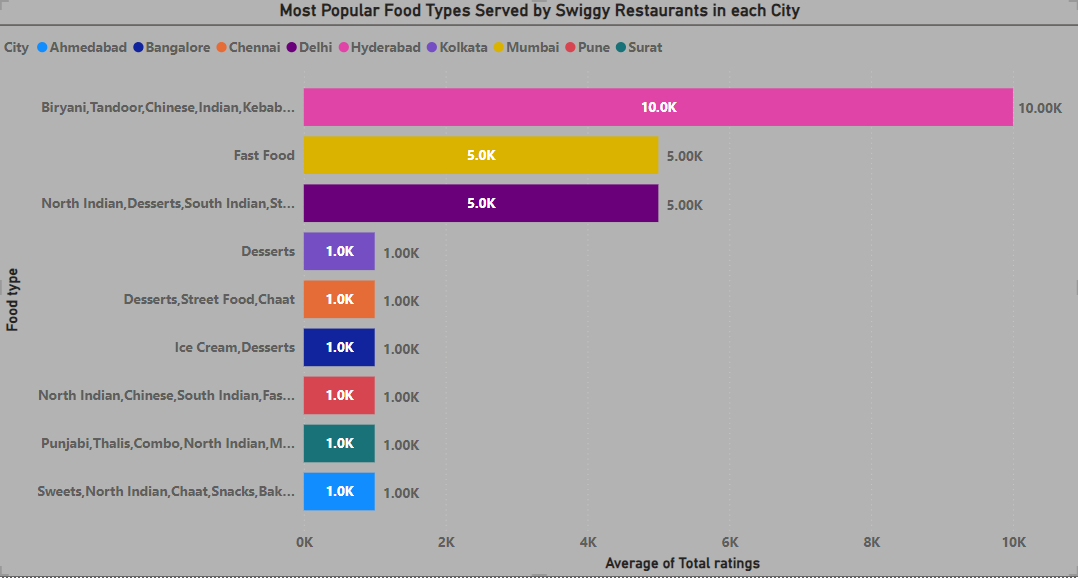 Most Popular Food Types Served by Swiggy Restaurants in each City
City Ahmedabad Bangalore Chennai Delhi Hyderabad Kolkata Mumbai Pune Surat
Food type
Biryani,Tandoor,Chinese,Indian,Kebab... 10.0K 10.00K
Fast Food 5.0K 5.00K
North Indian,Desserts,South Indian,St... 5.0K 5.00K
Desserts 1.0K 1.00K
Desserts,Street Food,Chaat 1.0K 1.00K
Ice Cream,Desserts 1.0K 1.00K
North Indian,Chinese,South Indian,Fas... 1.0K 1.00K
Punjabi,Thalis,Combo,North Indian,M... 1.0K 1.00K
Sweets,North Indian,Chaat,Snacks,Bak... 1.0K 1.00K
0K 2K 4K 6K 8K 10K
Average of Total ratings